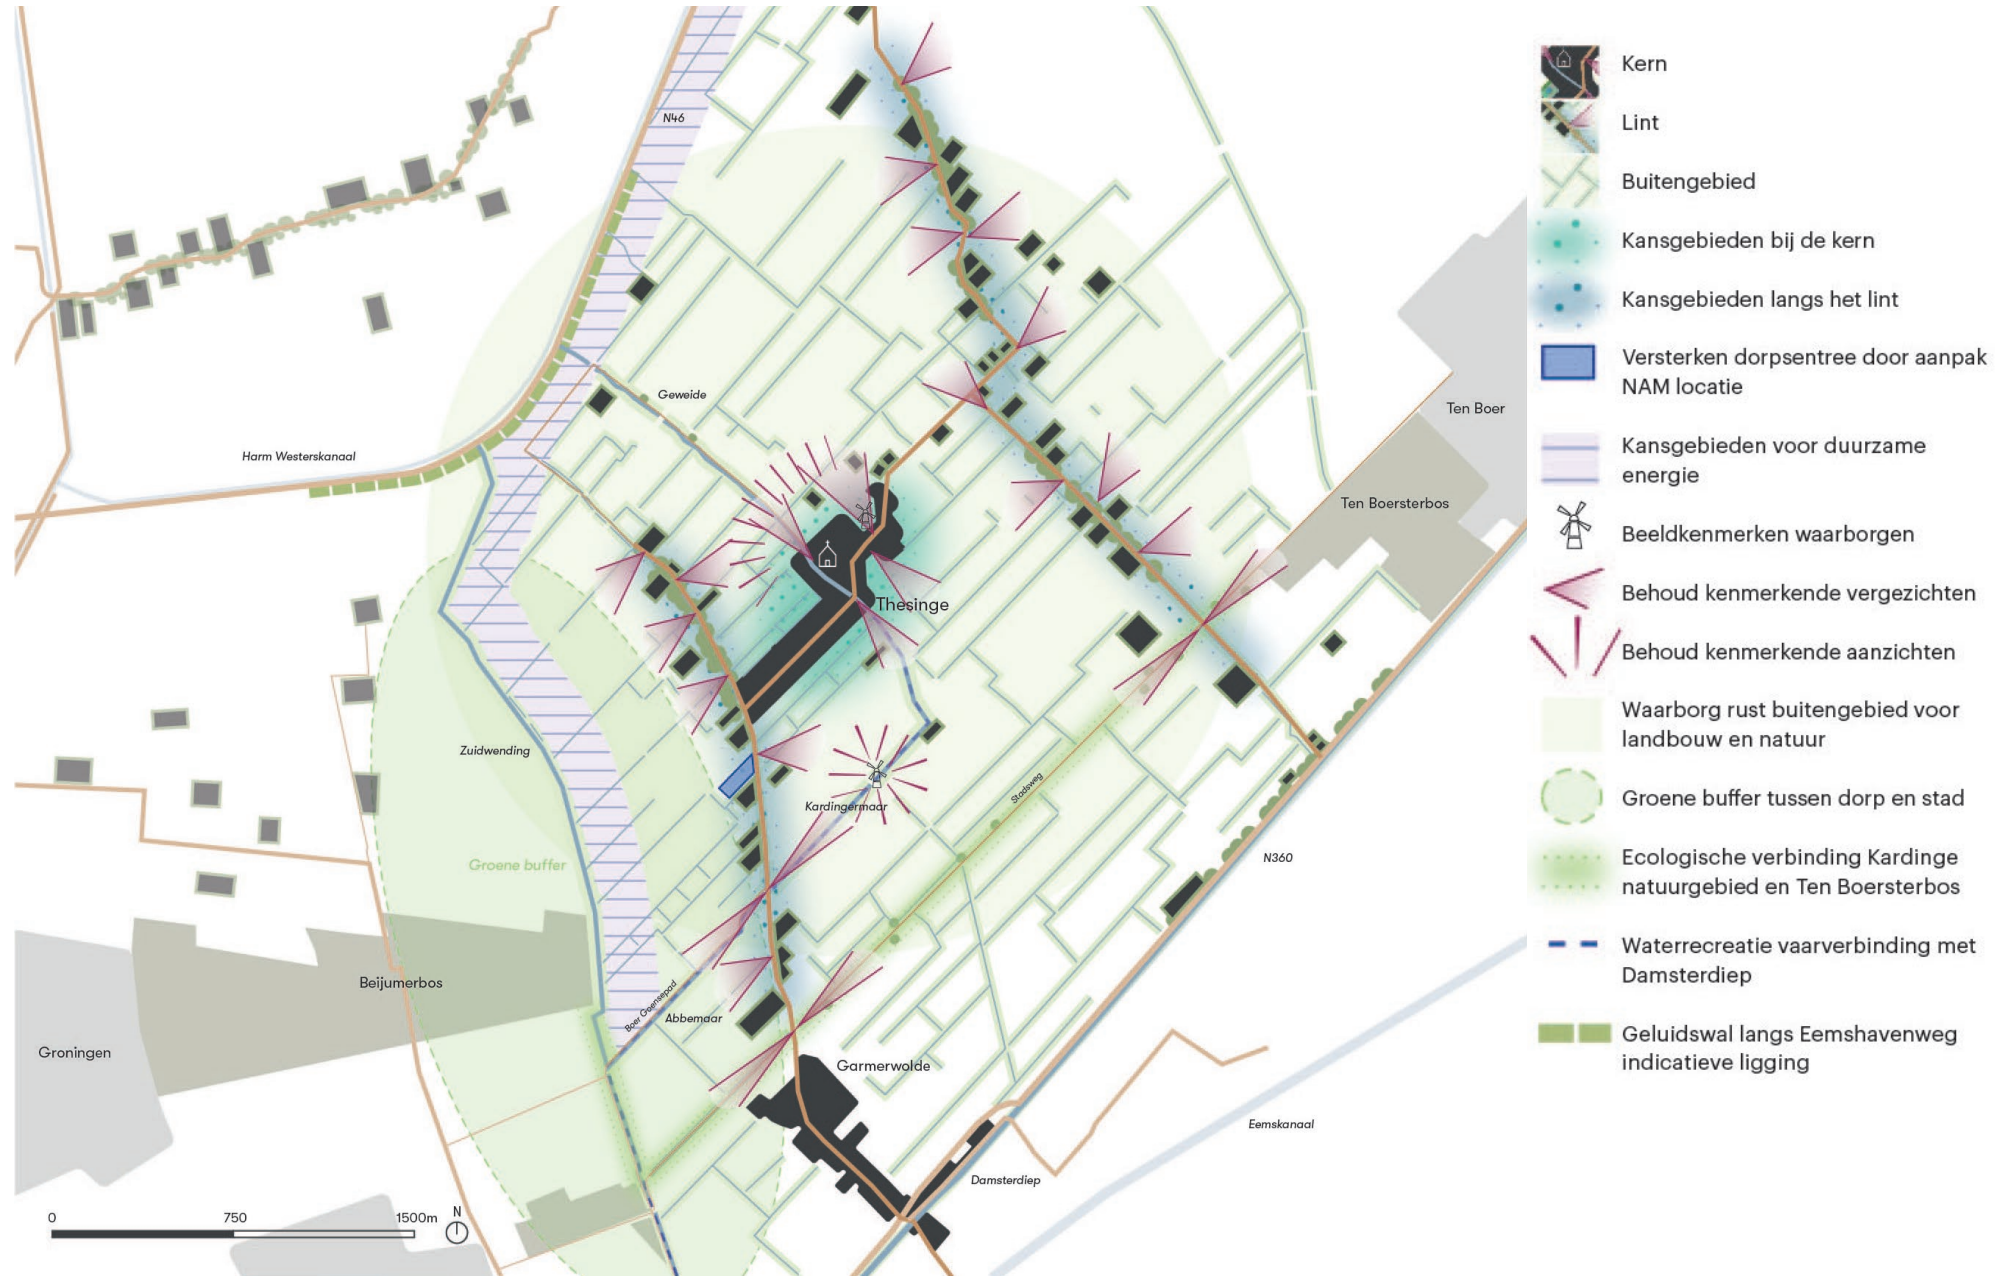 N46
Geweide
Harm Westerskanaal
Ten Boer
Ten Boersterbos
Thesinge
Zuidwending
Kardingermaar
Stadsweg
Groene buffer
N360
Beijumerbos
Boer Goensepad
Abbemaar
Groningen
Garmerwolde
Eemskanaal
Damsterdiep
0 750 1500m N
Kern
Lint
Buitengebied
Kansgebieden bij de kern
Kansgebieden langs het lint
Versterken dorpsentree door aanpak
NAM locatie
Kansgebieden voor duurzame
energie
Beeldkenmerken waarborgen
Behoud kenmerkende vergezichten
Behoud kenmerkende aanzichten
Waarborg rust buitengebied voor
landbouw en natuur
Groene buffer tussen dorp en stad
Ecologische verbinding Kardinge
natuurgebied en Ten Boersterbos
Waterrecreatie vaarverbinding met
Damsterdiep
Geluidswal langs Eemshavenweg
indicatieve ligging